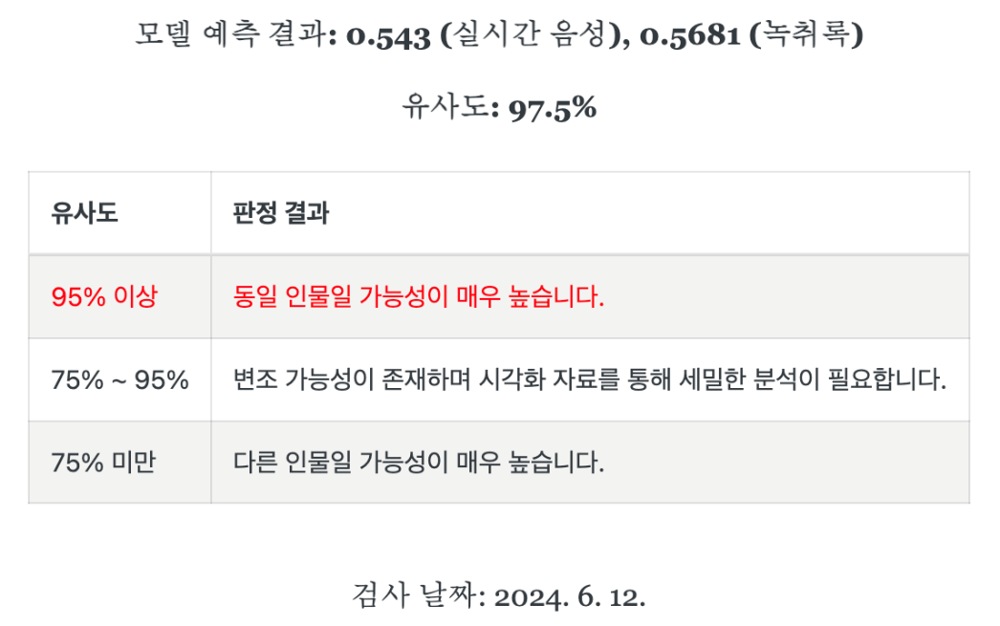 모델 예측 결과: 0.543 (실시간 음성), 0.5681 (녹취록)
유사도: 97.5%
유사도 판정 결과
95% 이상 동일 인물일 가능성이 매우 높습니다.
75% ~ 95% 변조 가능성이 존재하며 시각화 자료를 통해 세밀한 분석이 필요합니다.
75% 미만 다른 인물일 가능성이 매우 높습니다.
검사 날짜: 2024. 6. 12.